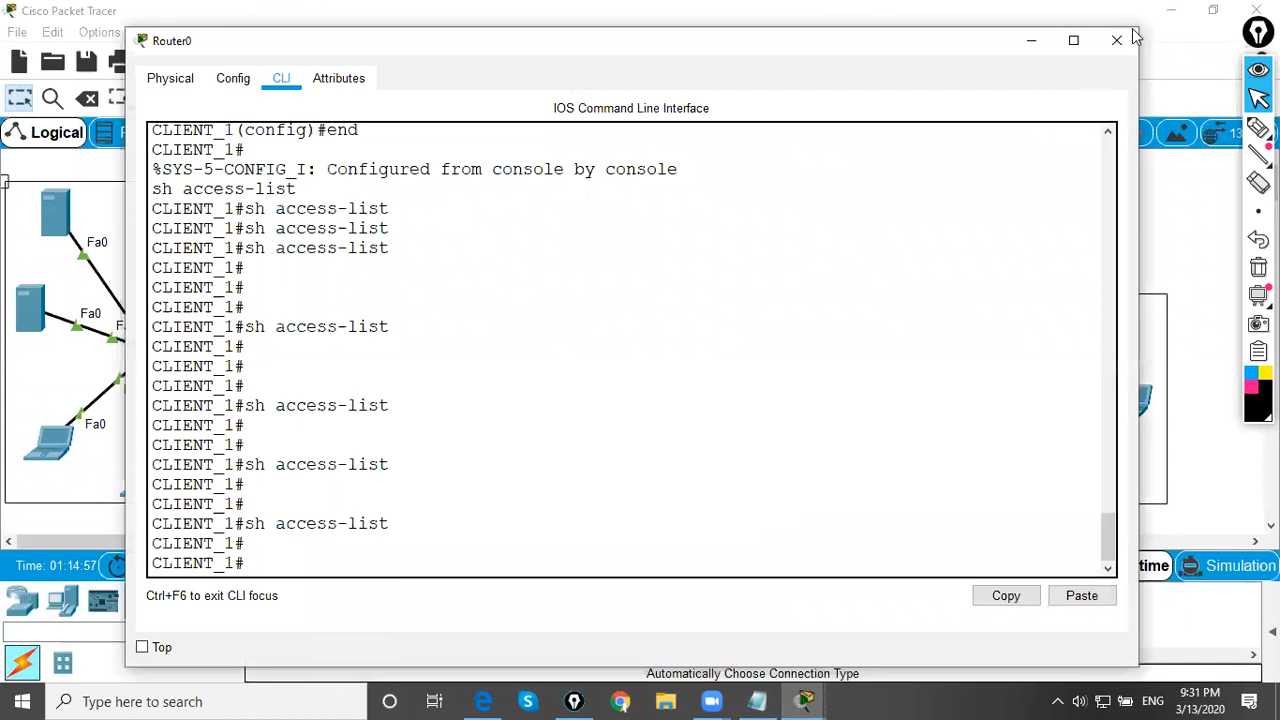 Cisco Packet Tracer
File Edit Options
Router0
Physical Config CLI Attributes
IOS Command Line Interface
Logical
CLIENT_1(config)#end
CLIENT_1#
%SYS-5-CONFIG_I: Configured from console by console
sh access-list
CLIENT_1#sh access-list
CLIENT_1#sh access-list
CLIENT_1#sh access-list
CLIENT_1#
CLIENT_1#
CLIENT_1#
CLIENT_1#sh access-list
CLIENT_1#
CLIENT_1#
CLIENT_1#
CLIENT_1#sh access-list
CLIENT_1#
CLIENT_1#
CLIENT_1#sh access-list
CLIENT_1#
CLIENT_1#
CLIENT_1#sh access-list
CLIENT_1#
CLIENT_1#
Fa0
Fa0
Fa0
Time: 01:14:57
Simulation
Ctrl+F6 to exit CLI focus
Copy Paste
Top
Automatically Choose Connection Type
Type here to search
ENG
9:31 PM
3/13/2020